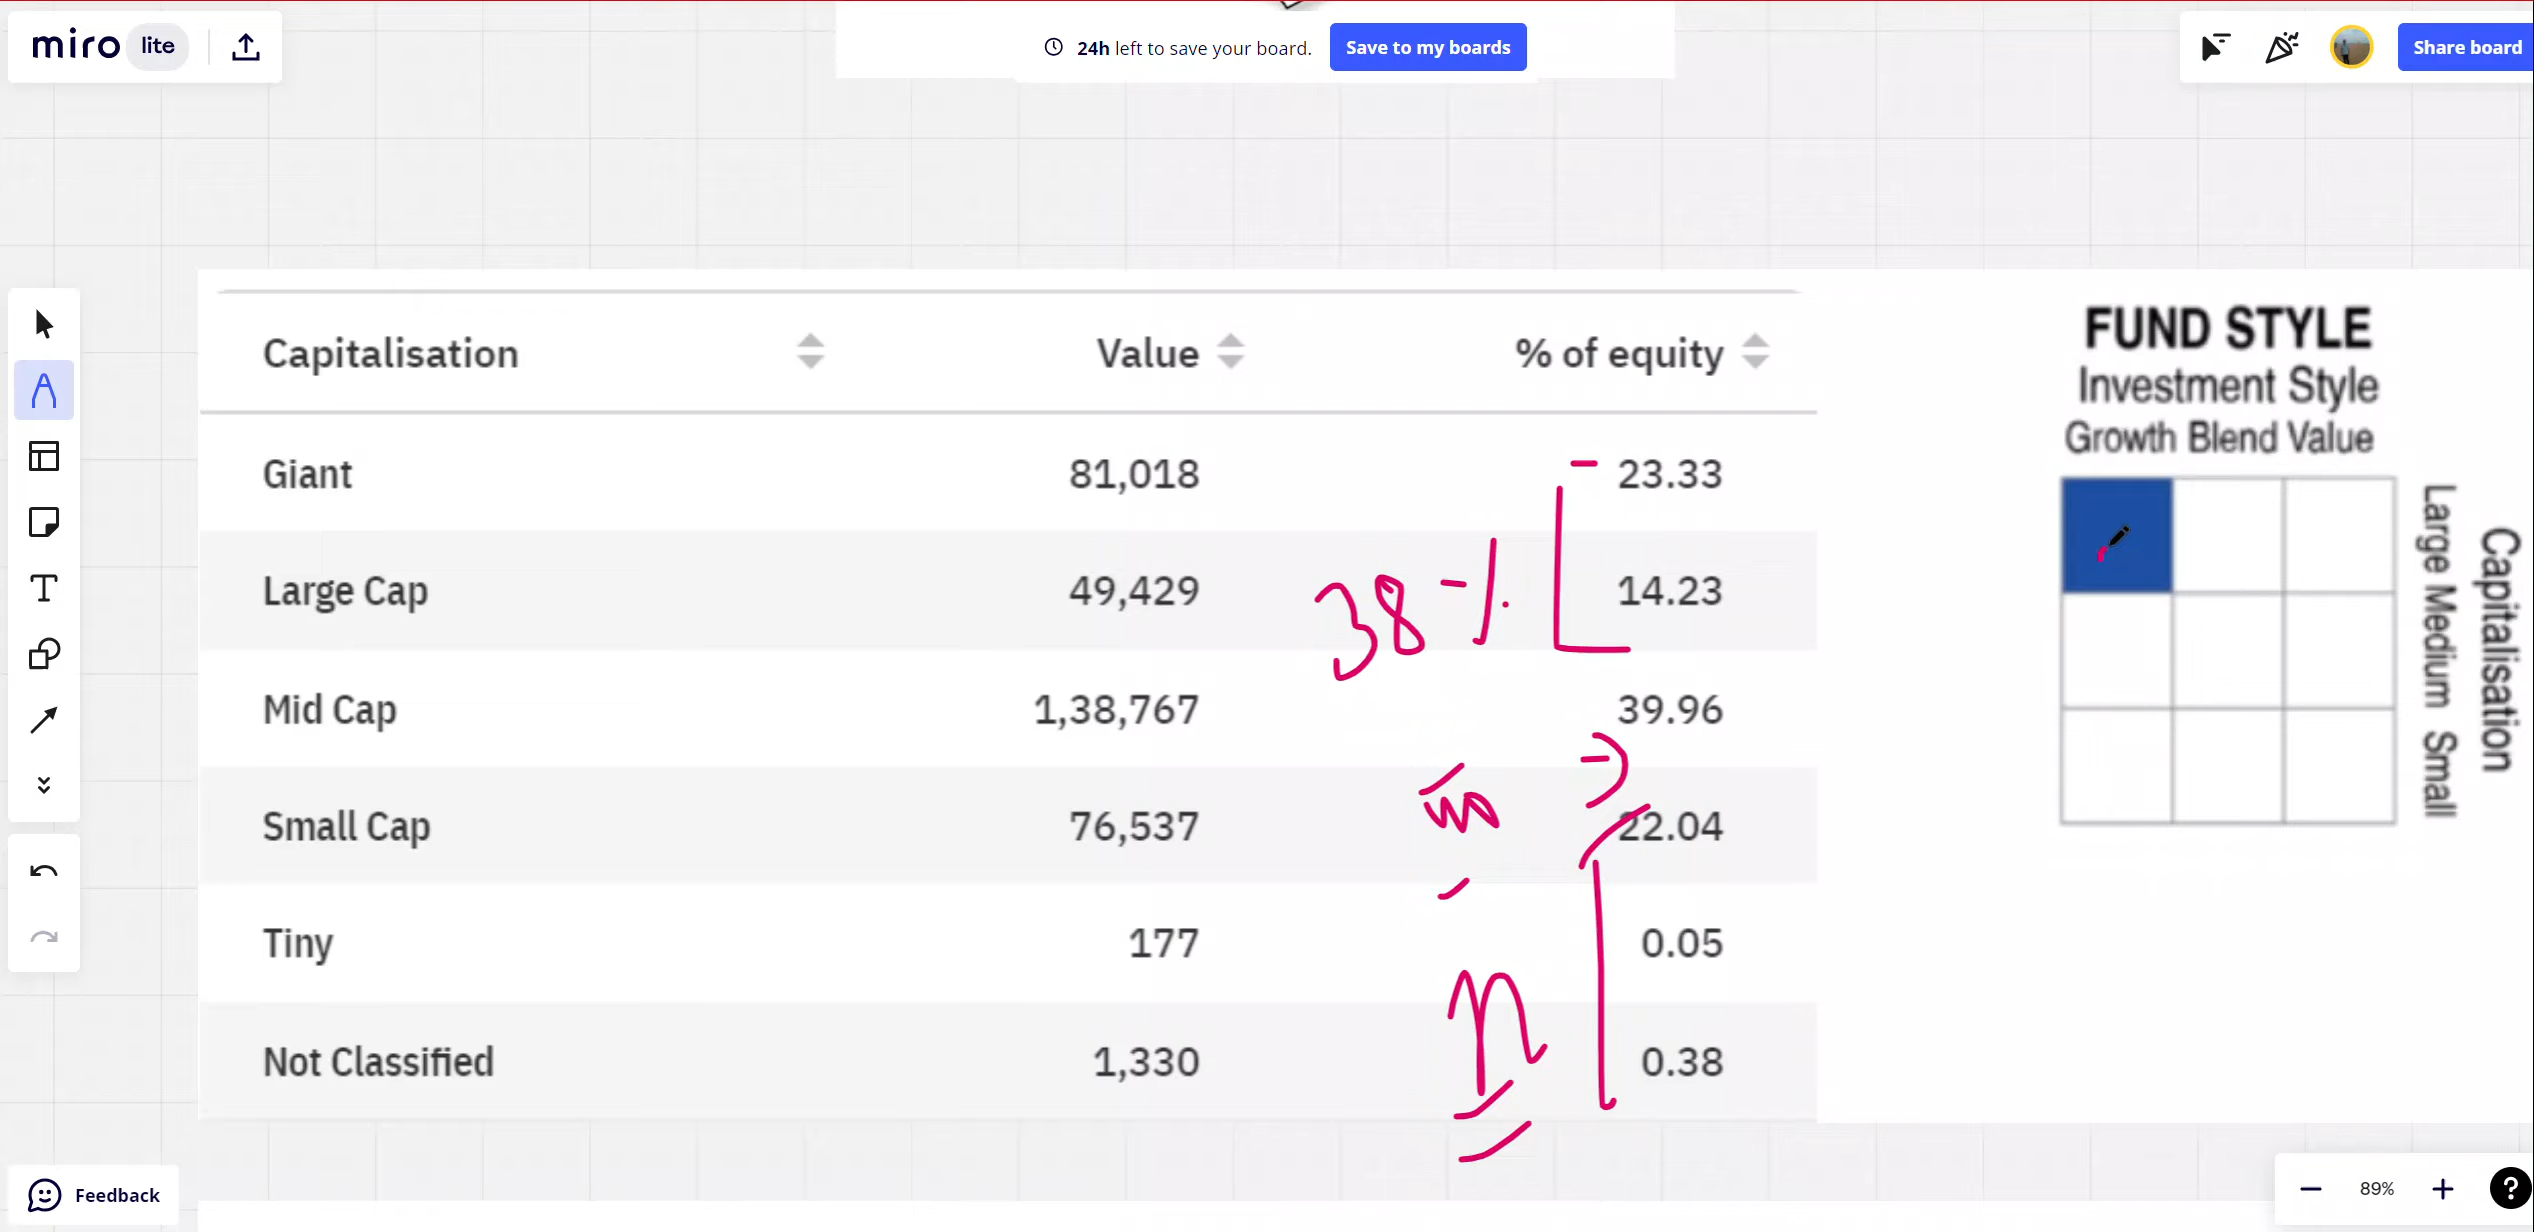 miro lite
24h left to save your board. Save to my boards
Share board
Capitalisation Value % of equity
Giant 81,018 23.33
Large Cap 49,429 14.23
38 %
Mid Cap 1,38,767 39.96
Small Cap 76,537 22.04
Tiny 177 0.05
Not Classified 1,330 0.38
FUND STYLE
Investment Style
Growth Blend Value
Large Medium Small
Capitalisation
Feedback
89%
?